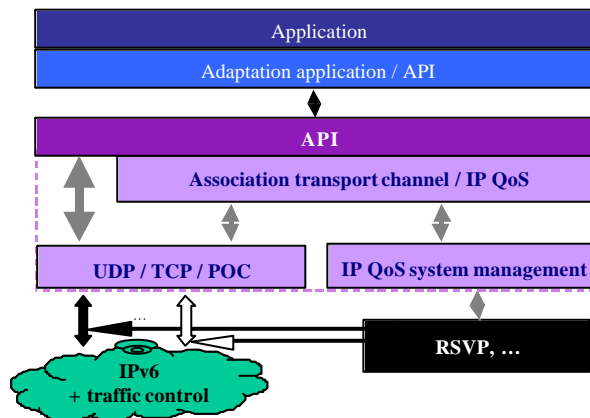 Application
Adaptation application / API
API
Association transport channel / IP QoS
UDP / TCP / POC
IP QoS system management
...
IPv6
+ traffic control
RSVP, ...